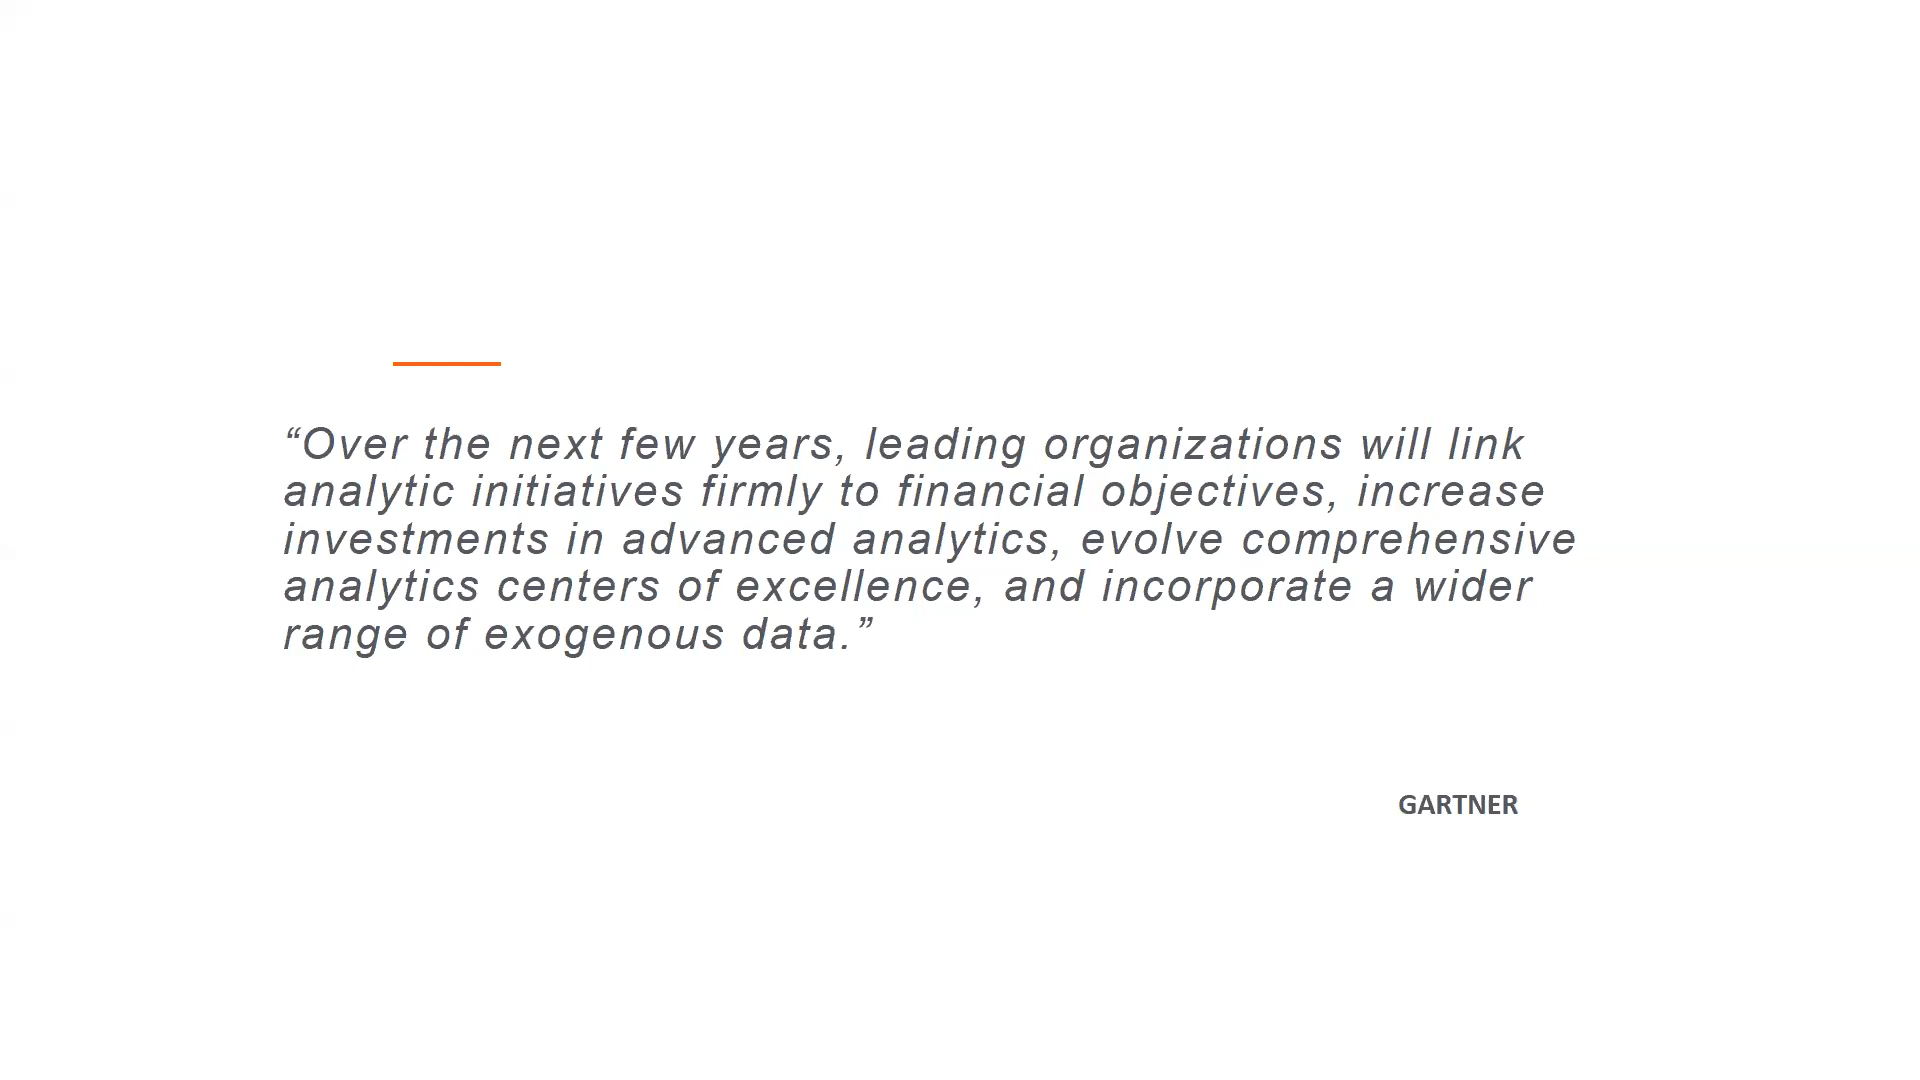 “Over the next few years, leading organizations will link
analytic initiatives firmly to financial objectives, increase
investments in advanced analytics, evolve comprehensive
analytics centers of excellence, and incorporate a wider
range of exogenous data.”
GARTNER